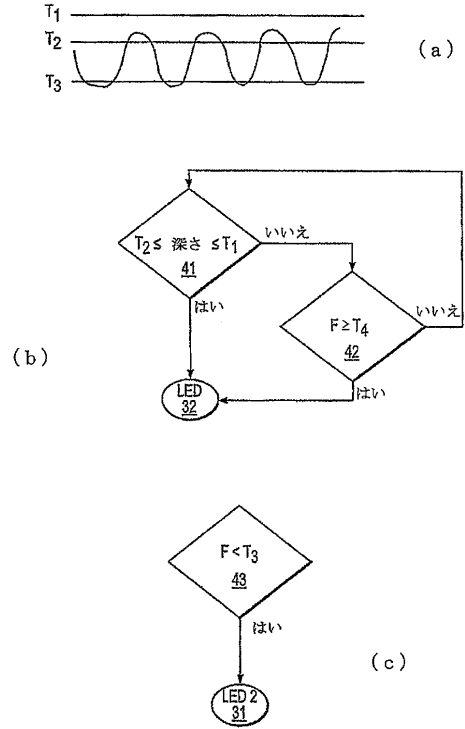 T1
T2
T3
(a)
T2≤ 深さ ≤T1
41
いいえ
はい
F≥T4
42
いいえ
はい
(b)
LED
32
F<T3
43
はい
(c)
LED 2
31